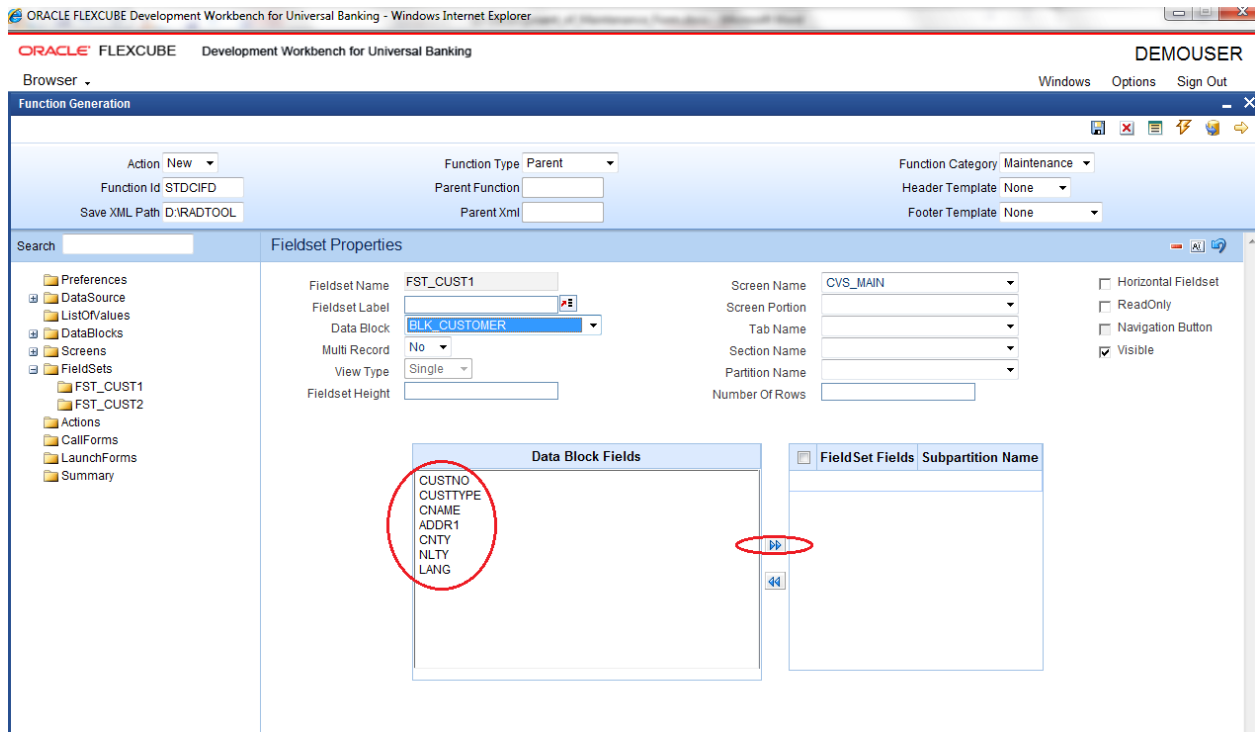 ORACLE FLEXCUBE Development Workbench for Universal Banking - Windows Internet Explorer
ORACLE FLEXCUBE Development Workbench for Universal Banking DEMOUSER
Browser Windows Options Sign Out
Function Generation
Action New Function Type Parent Function Category Maintenance
Function Id STDCIFD Parent Function Header Template None
Save XML Path D:\RADTOOL Parent Xml Footer Template None
Search
Preferences
DataSource
ListOfValues
DataBlocks
Screens
FieldSets
FST_CUST1
FST_CUST2
Actions
CallForms
LaunchForms
Summary
Fieldset Properties
Fieldset Name FST_CUST1 Screen Name CVS_MAIN Horizontal Fieldset
Fieldset Label Screen Portion ReadOnly
Data Block BLK_CUSTOMER Tab Name Navigation Button
Multi Record No Section Name Visible
View Type Single Partition Name
Fieldset Height Number Of Rows
Data Block Fields
CUSTNO
CUSTTYPE
CNAME
ADDR1
CNTY
NLTY
LANG
FieldSet Fields Subpartition Name